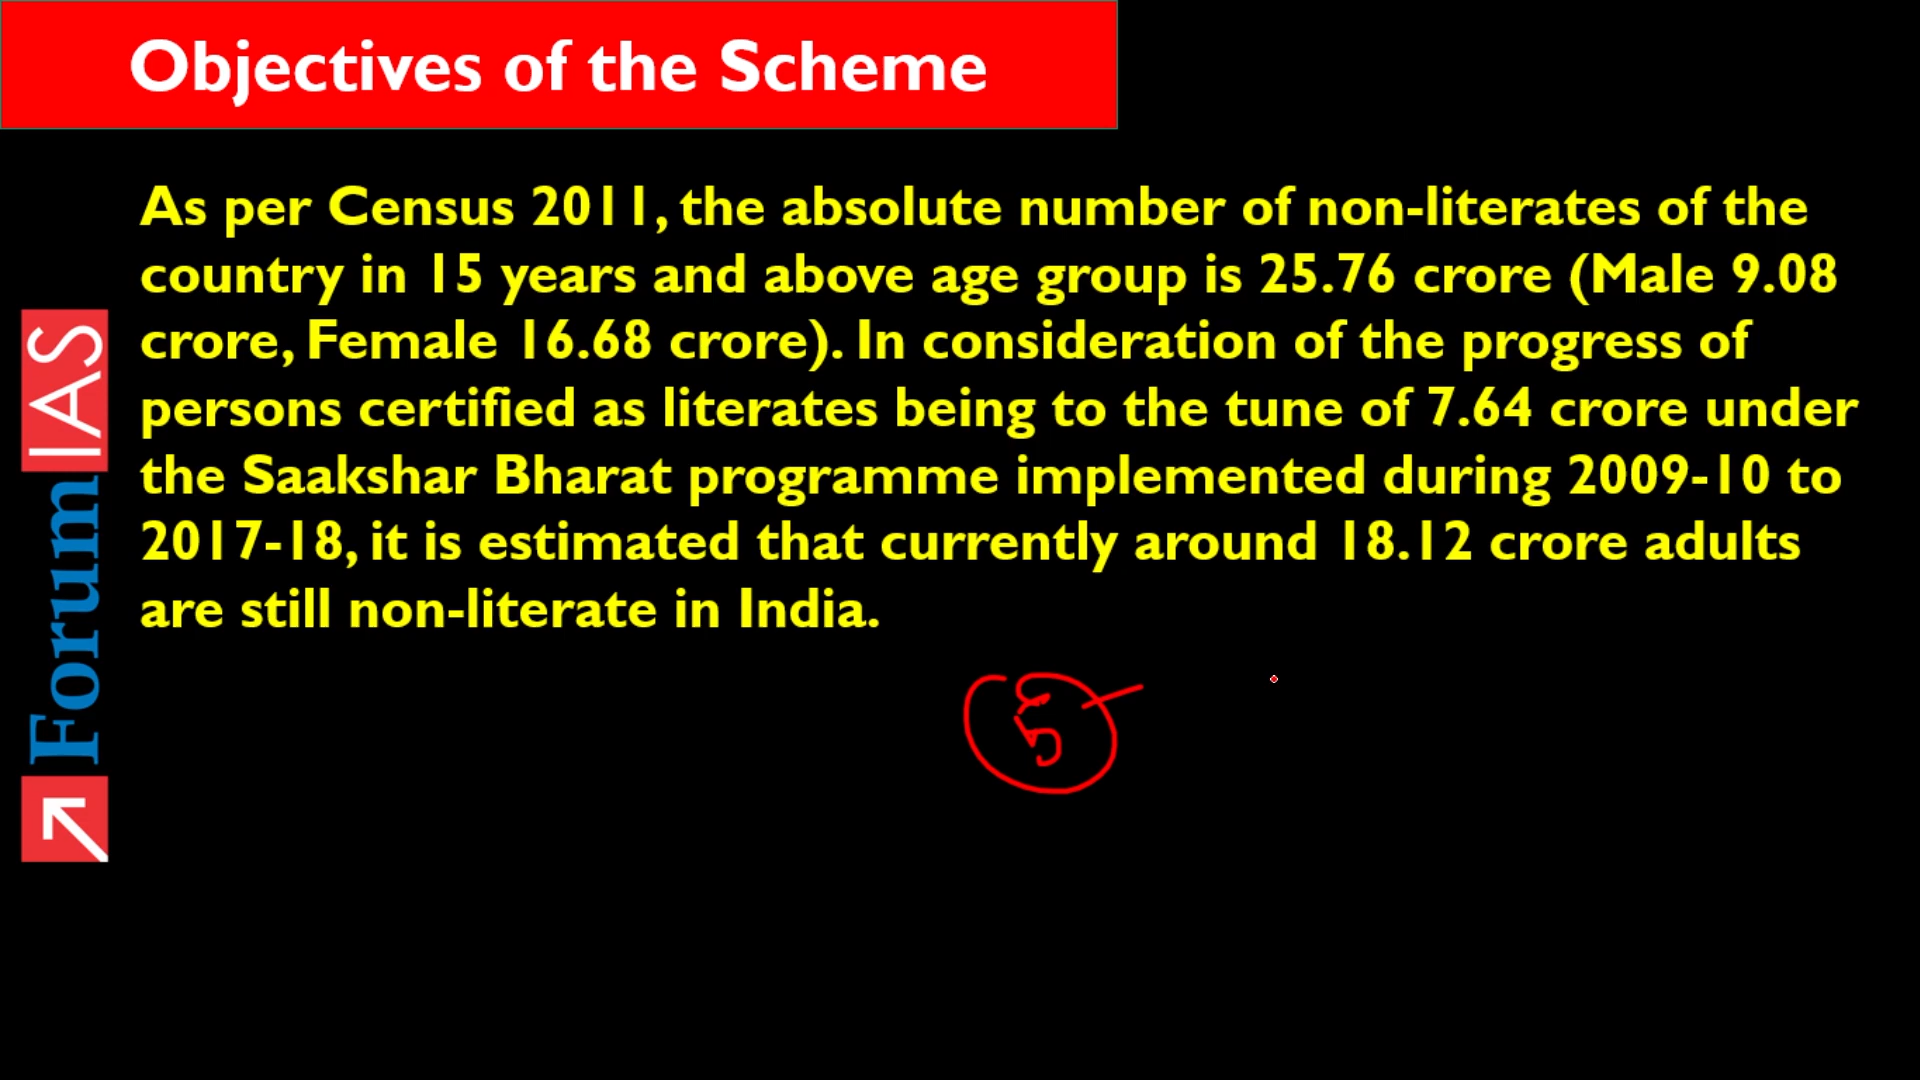 Objectives of the Scheme
As per Census 2011, the absolute number of non-literates of the
country in 15 years and above age group is 25.76 crore (Male 9.08
crore, Female 16.68 crore). In consideration of the progress of
persons certified as literates being to the tune of 7.64 crore under
the Saakshar Bharat programme implemented during 2009-10 to
2017-18, it is estimated that currently around 18.12 crore adults
are still non-literate in India.
Forum IAS